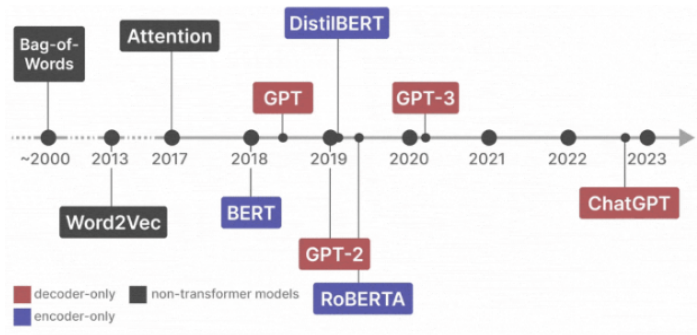 DistilBERT
Bag-of-
Words
Attention
GPT
GPT-3
~2000
2013
2017
2018
2019
2020
2021
2022
2023
Word2Vec
BERT
ChatGPT
GPT-2
RoBERTA
decoder-only
non-transformer models
encoder-only